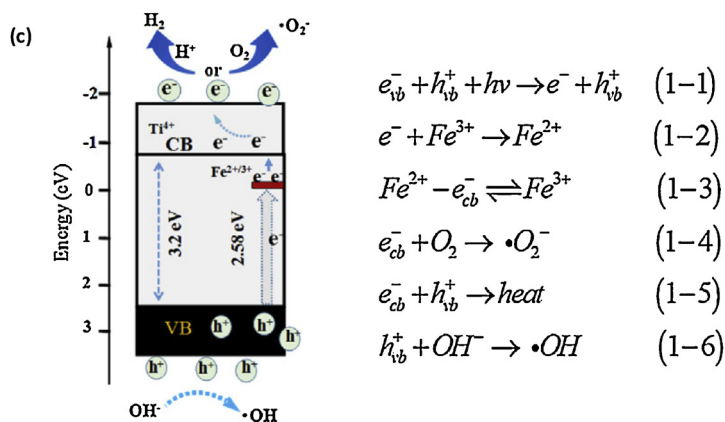 (c)
H₂
•O₂⁻
H⁺
O₂
or
e⁻ e⁻ e⁻
Energy (eV)
-2
-1
0
1
2
3
Ti⁴⁺
CB
e⁻ e⁻
Fe²⁺/³⁺
e⁻ e⁻
3.2 eV
2.58 eV
e⁻
VB
h⁺ h⁺ h⁺
h⁺ h⁺ h⁺
OH⁻
•OH
e⁻vb + h⁺vb + hν → e⁻ + h⁺vb (1−1)
e⁻ + Fe³⁺ → Fe²⁺ (1−2)
Fe²⁺ − e⁻cb ⇌ Fe³⁺ (1−3)
e⁻cb + O₂ → •O₂⁻ (1−4)
e⁻cb + h⁺vb → heat (1−5)
h⁺vb + OH⁻ → •OH (1−6)